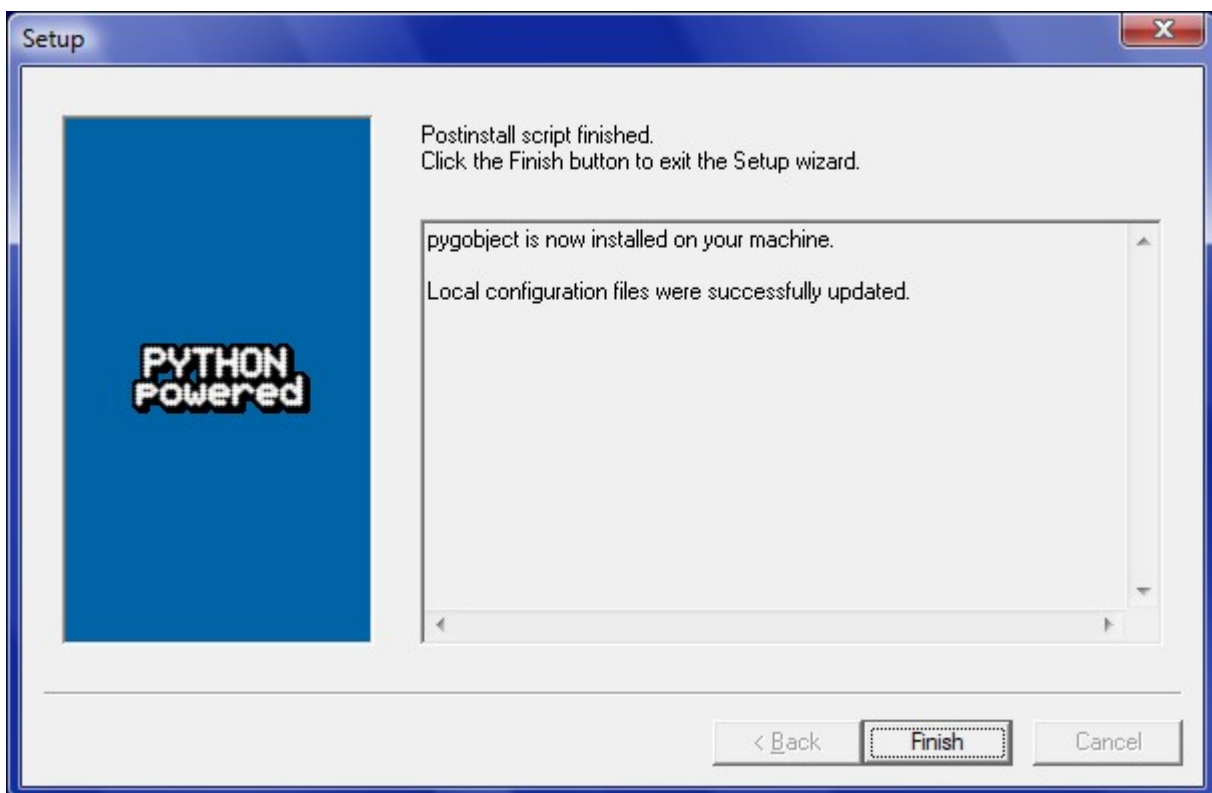 Setup
Postinstall script finished.
Click the Finish button to exit the Setup wizard.
pygobject is now installed on your machine.
Local configuration files were successfully updated.
PYTHON
powered
< Back
Finish
Cancel